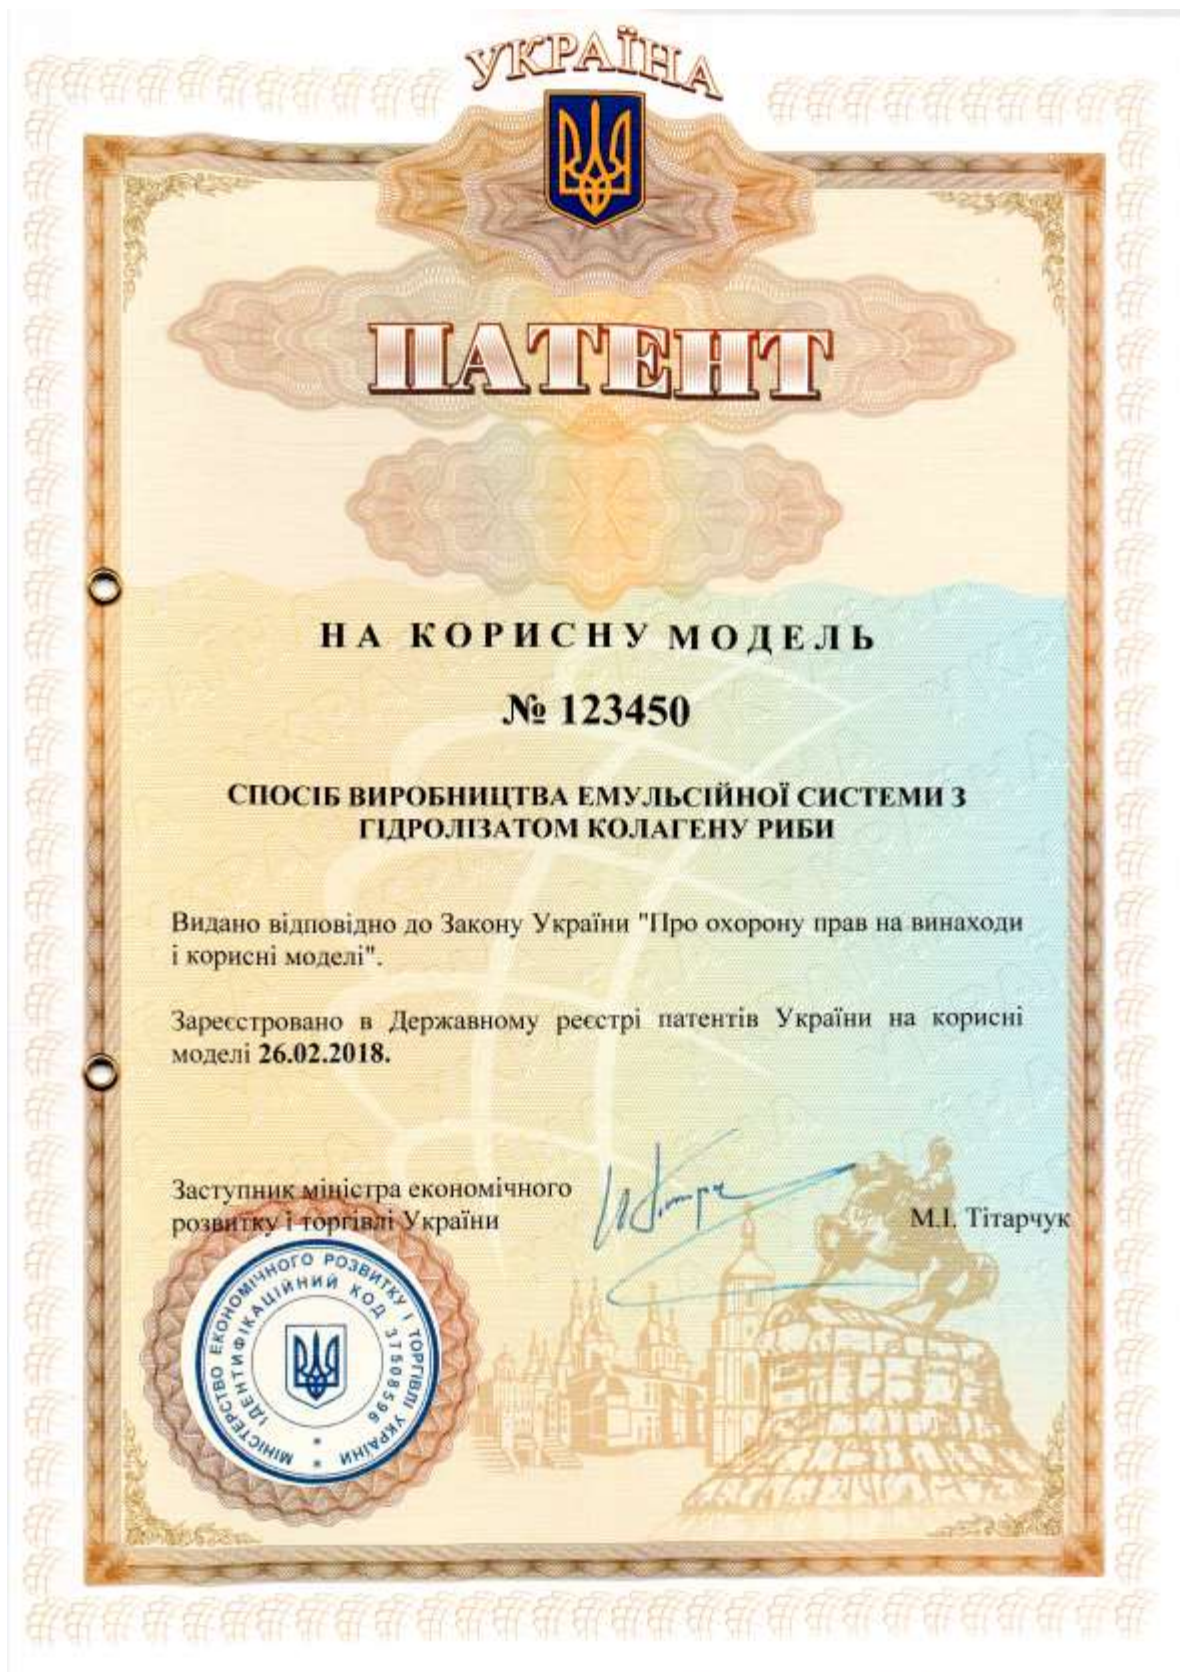 УКРАЇНА
ПАТЕНТ
НА КОРИСНУ МОДЕЛЬ
№ 123450
СПОСІБ ВИРОБНИЦТВА ЕМУЛЬСІЙНОЇ СИСТЕМИ З
ГІДРОЛІЗАТОМ КОЛАГЕНУ РИБИ
Видано відповідно до Закону України "Про охорону прав на винаходи
і корисні моделі".
Зареєстровано в Державному реєстрі патентів України на корисні
моделі 26.02.2018.
Заступник міністра економічного
розвитку і торгівлі України
М.І. Тітарчук
МІНІСТЕРСТВО ЕКОНОМІЧНОГО РОЗВИТКУ І ТОРГІВЛІ УКРАЇНИ *
ІДЕНТИФІКАЦІЙНИЙ КОД 37508596 *